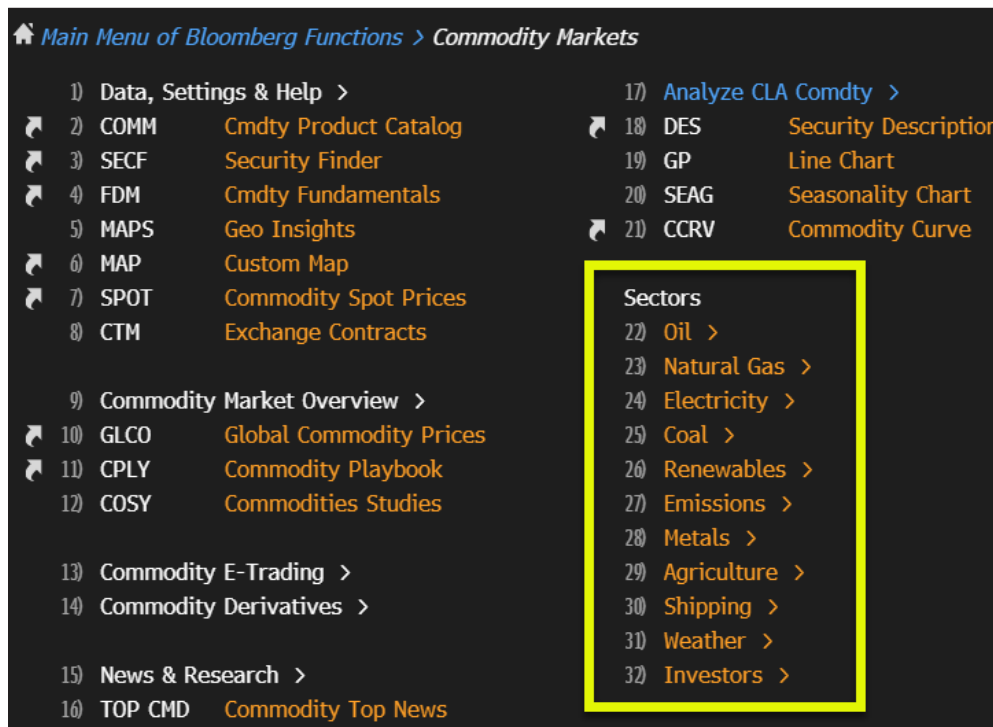 Main Menu of Bloomberg Functions > Commodity Markets
1) Data, Settings & Help >
2) COMM Cmdty Product Catalog
3) SECF Security Finder
4) FDM Cmdty Fundamentals
5) MAPS Geo Insights
6) MAP Custom Map
7) SPOT Commodity Spot Prices
8) CTM Exchange Contracts
9) Commodity Market Overview >
10) GLCO Global Commodity Prices
11) CPLY Commodity Playbook
12) COSY Commodities Studies
13) Commodity E-Trading >
14) Commodity Derivatives >
15) News & Research >
16) TOP CMD Commodity Top News
17) Analyze CLA Comdty >
18) DES Security Description
19) GP Line Chart
20) SEAG Seasonality Chart
21) CCRV Commodity Curve
Sectors
22) Oil >
23) Natural Gas >
24) Electricity >
25) Coal >
26) Renewables >
27) Emissions >
28) Metals >
29) Agriculture >
30) Shipping >
31) Weather >
32) Investors >